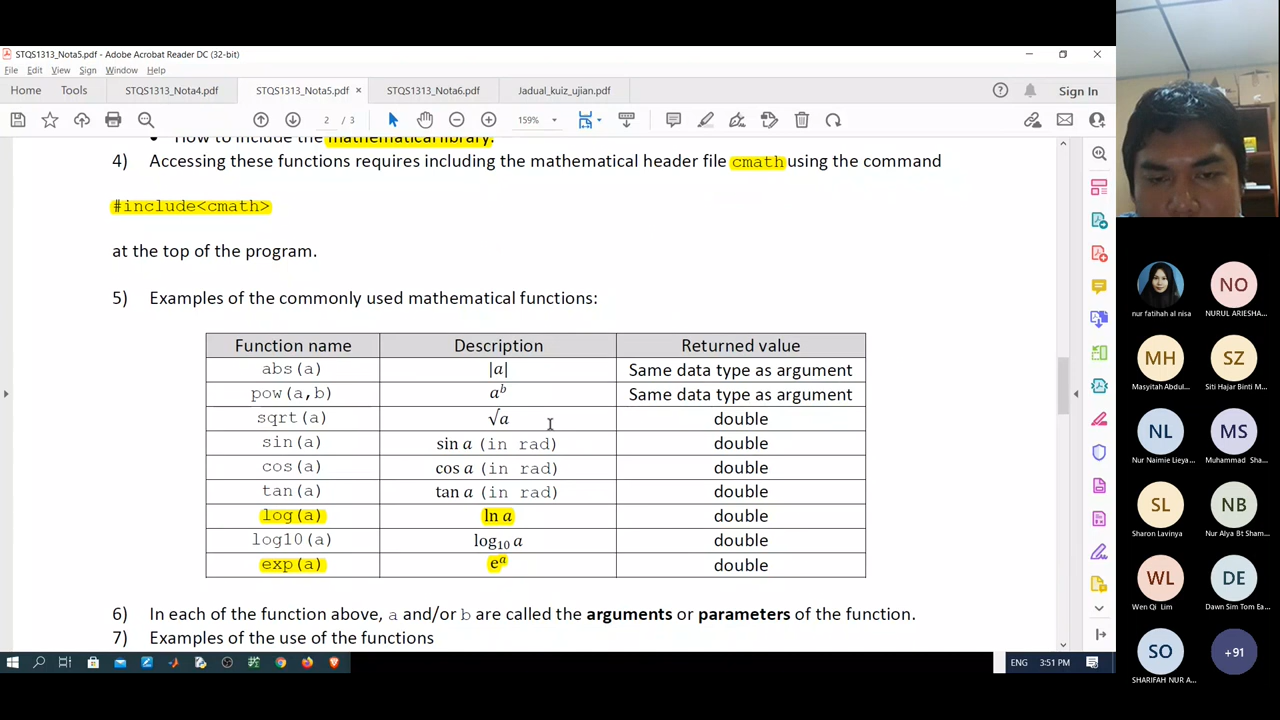 STQS1313_Nota5.pdf - Adobe Acrobat Reader DC (32-bit)
File Edit View Sign Window Help
Home Tools STQS1313_Nota4.pdf STQS1313_Nota5.pdf × STQS1313_Nota6.pdf Jadual_kuiz_ujian.pdf Sign In
2 / 3 159%
• How to include the mathematical library.
4) Accessing these functions requires including the mathematical header file cmath using the command
#include<cmath>
at the top of the program.
5) Examples of the commonly used mathematical functions:
Function name Description Returned value
abs(a) |a| Same data type as argument
pow(a,b) aᵇ Same data type as argument
sqrt(a) √a double
sin(a) sin a (in rad) double
cos(a) cos a (in rad) double
tan(a) tan a (in rad) double
log(a) ln a double
log10(a) log₁₀ a double
exp(a) eᵃ double
6) In each of the function above, a and/or b are called the arguments or parameters of the function.
7) Examples of the use of the functions
ENG 3:51 PM
NO
nur fatihah al nisa NURUL ARIESHA...
MH SZ
Masyitah Abdul... Siti Hajar Binti M...
NL MS
Nur Naimie Lieya... Muhammad Sha...
SL NB
Sharon Lavinya Nur Alya Bt Sham...
WL DE
Wen Qi Lim Dawn Sim Tom Ea...
SO +91
SHARIFAH NUR A...